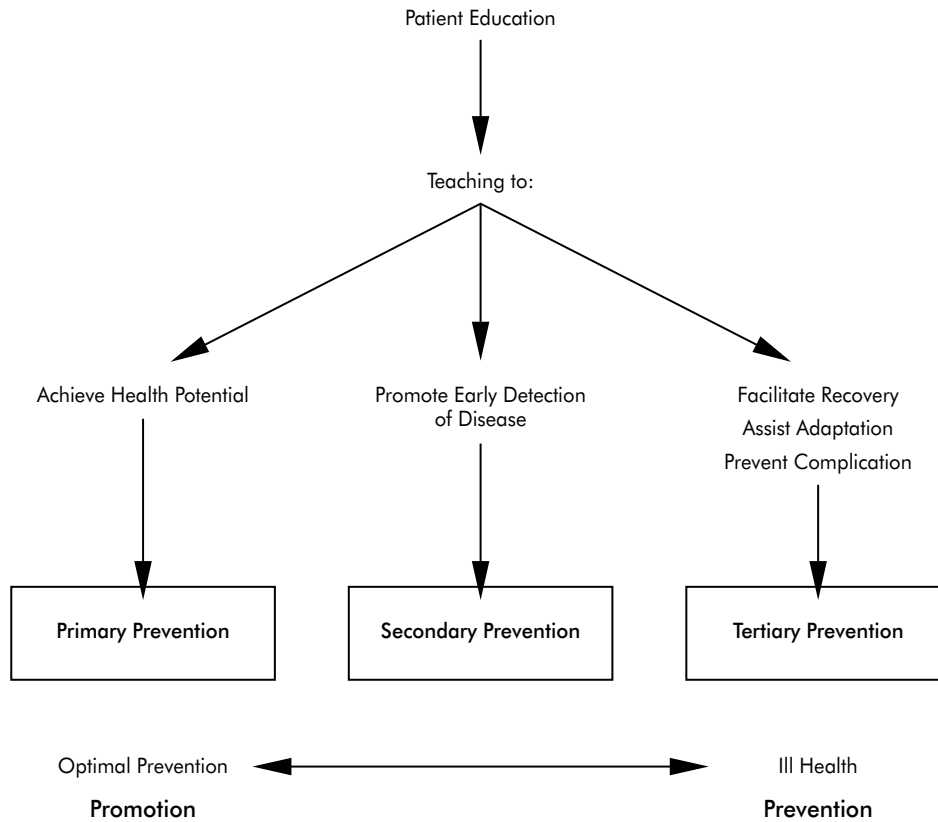 Patient Education
Teaching to:
Achieve Health Potential
Promote Early Detection
of Disease
Facilitate Recovery
Assist Adaptation
Prevent Complication
Primary Prevention
Secondary Prevention
Tertiary Prevention
Optimal Prevention
Ill Health
Promotion
Prevention